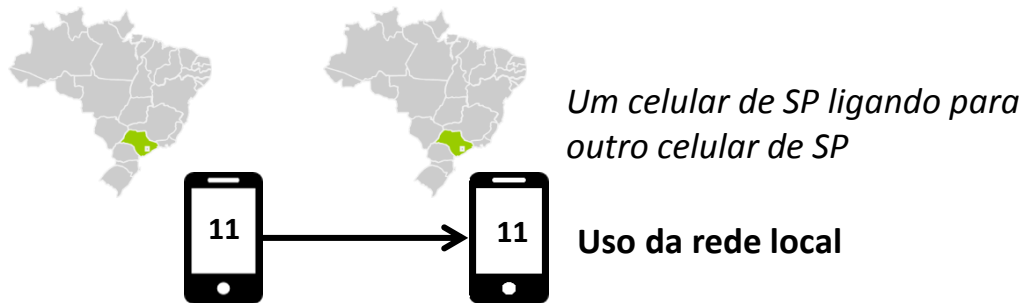 Um celular de SP ligando para
outro celular de SP
11
11
Uso da rede local